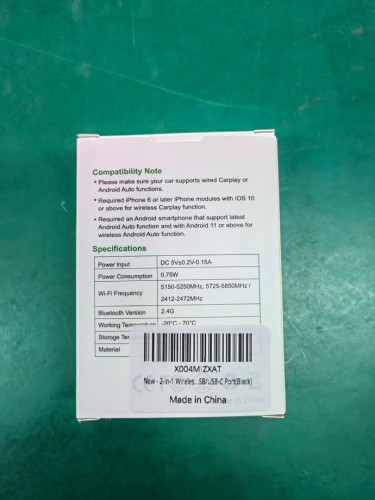 Compatibility Note
• Please make sure your car supports wired Carplay or
Android Auto functions.
• Required iPhone 6 or later iPhone modules with iOS 10
or above for wireless Carplay function.
• Required an Android smartphone that support latest
Android Auto function and with Android 11 or above for
wireless Android Auto function.
Specifications
Power Input DC 5V±0.2V-0.15A
Power Consumption 0.75W
Wi-Fi Frequency 5150-5250MHz, 5725-5850MHz /
2412-2472MHz
Bluetooth Version 2.4G
Working Temperature -20°C - 70°C
Storoge
Material
X004MIZXAT
New - 2-in-1 Wireles...SB/USB-C Port(Black)
Made in China